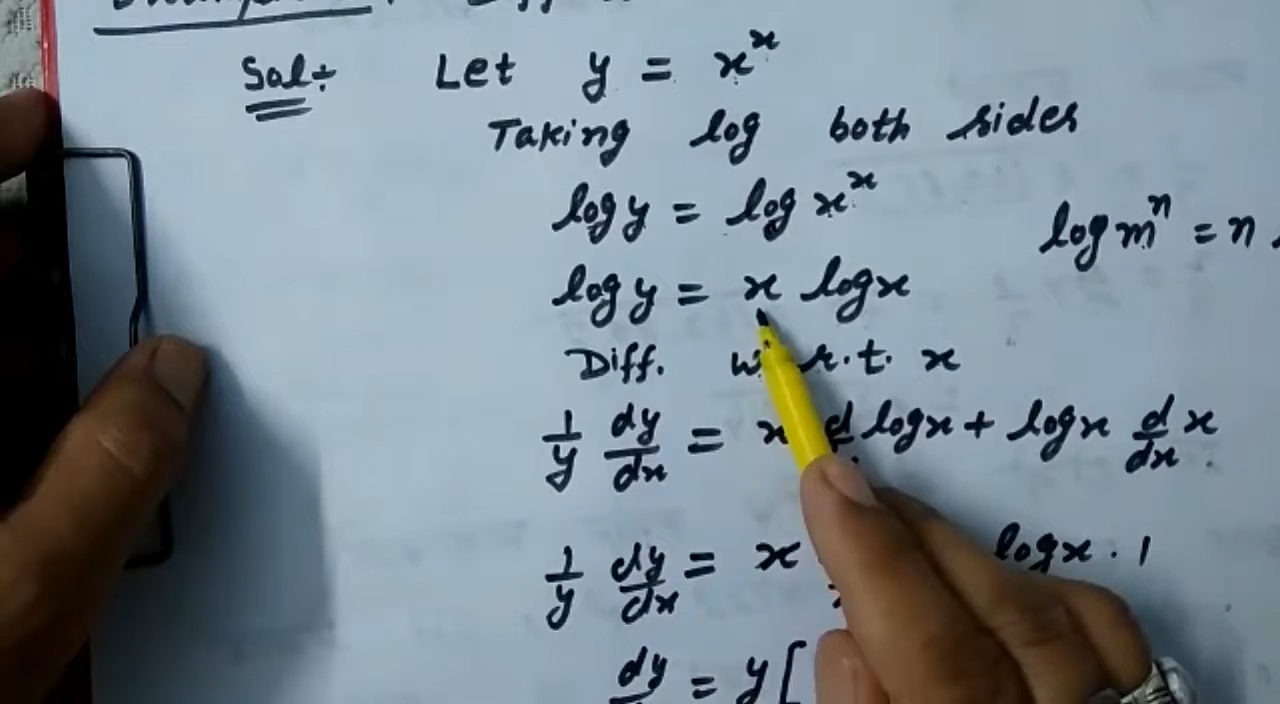 Sol:-
Let y = x^x
Taking log both sides
log y = log x^x
log m^n = n
log y = x log x
Diff. w.r.t. x
1/y dy/dx = x d/ log x + log x d/dx x
1/y dy/dx = x log x . 1
dy/ = y [